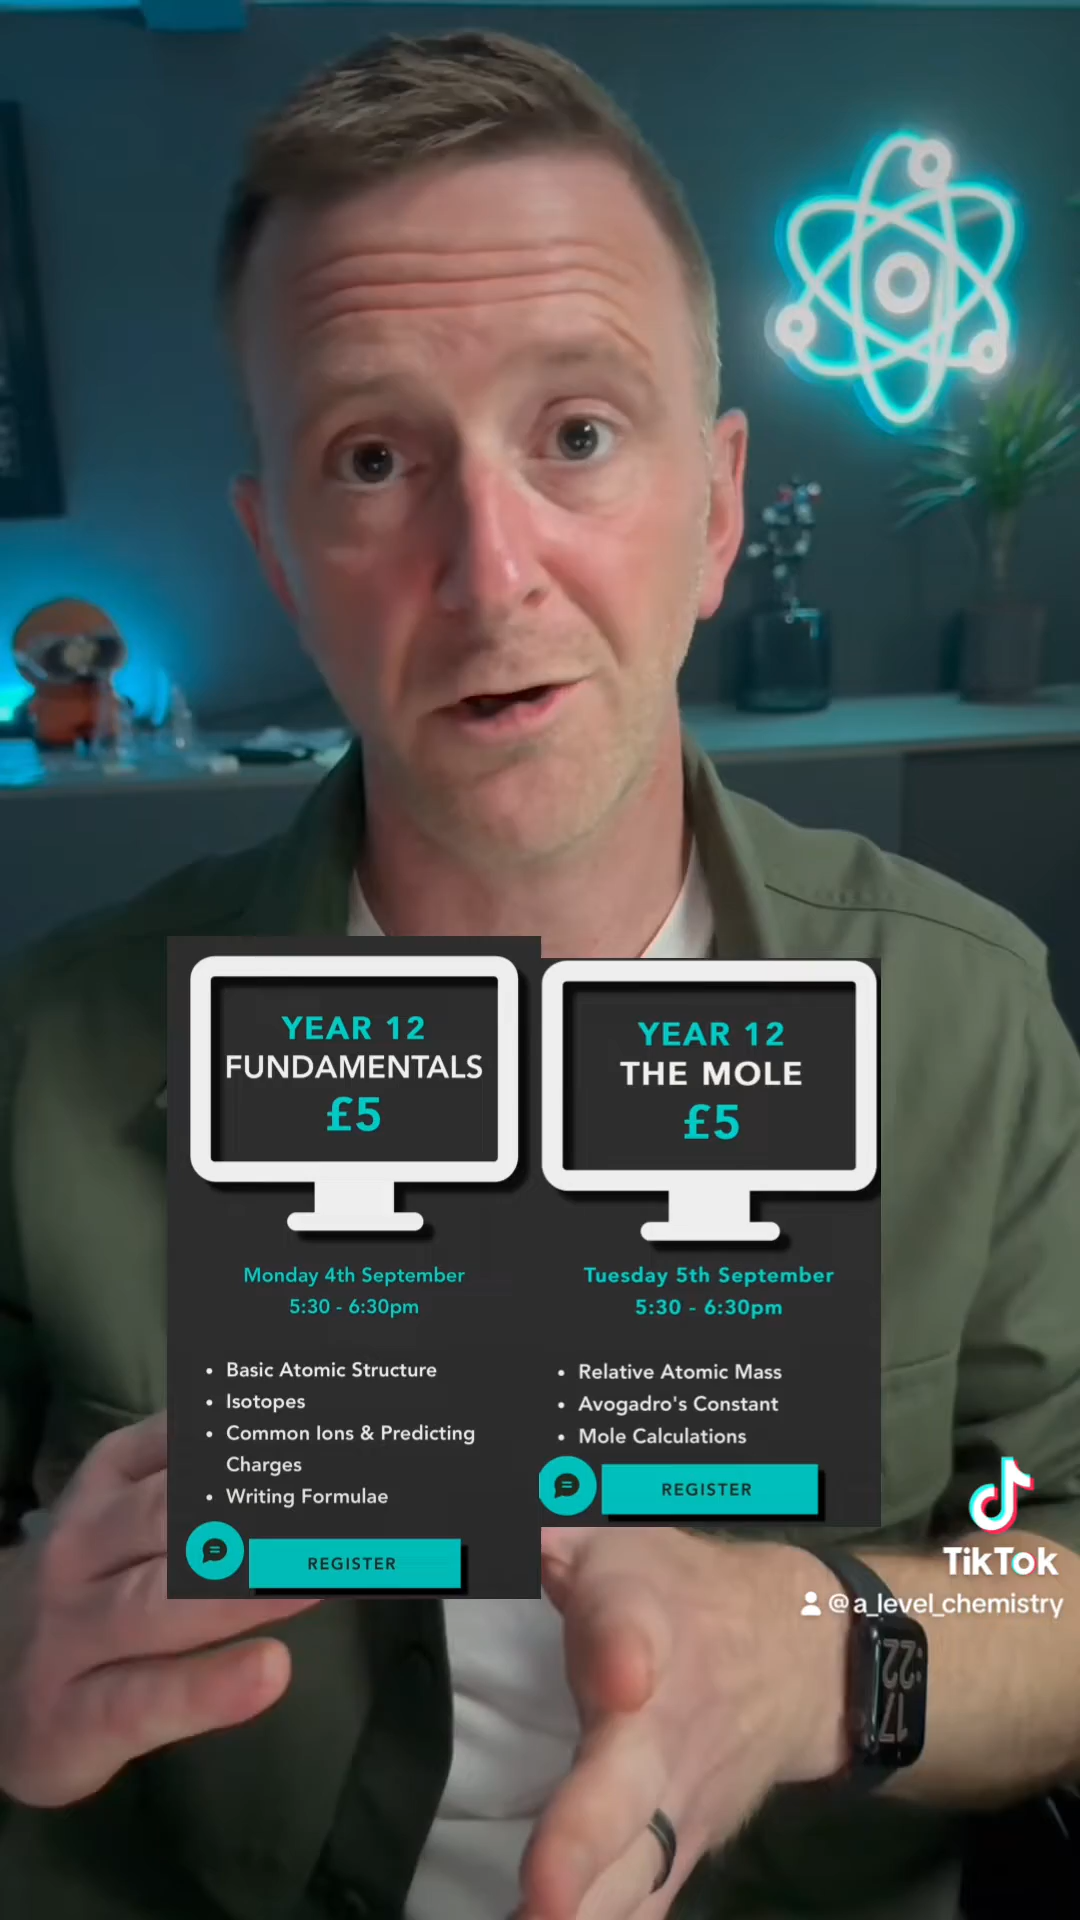 YEAR 12
FUNDAMENTALS
£5
Monday 4th September
5:30 - 6:30pm
• Basic Atomic Structure
• Isotopes
• Common Ions & Predicting
Charges
• Writing Formulae
REGISTER
YEAR 12
THE MOLE
£5
Tuesday 5th September
5:30 - 6:30pm
• Relative Atomic Mass
• Avogadro's Constant
• Mole Calculations
REGISTER
TikTok
@a_level_chemistry
22
17